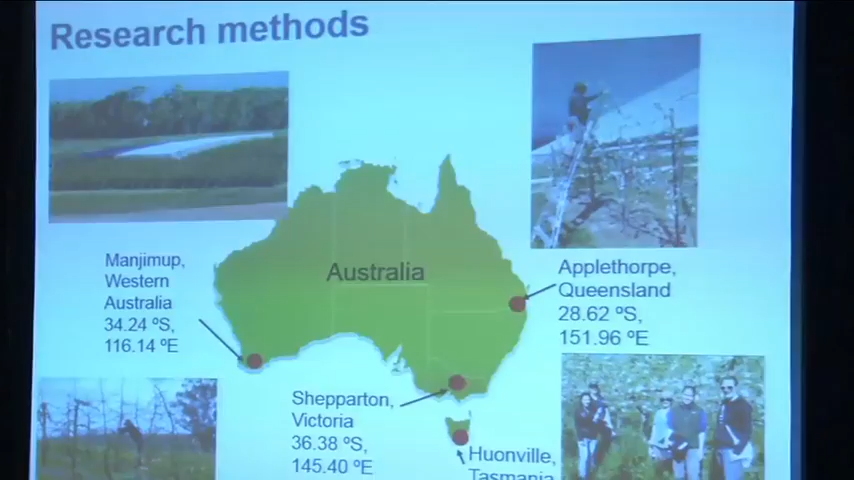 Research methods
Australia
Manjimup,
Western
Australia
34.24 ºS,
116.14 ºE
Applethorpe,
Queensland
28.62 ºS,
151.96 ºE
Shepparton,
Victoria
36.38 ºS,
145.40 ºE
Huonville,
Tasmania